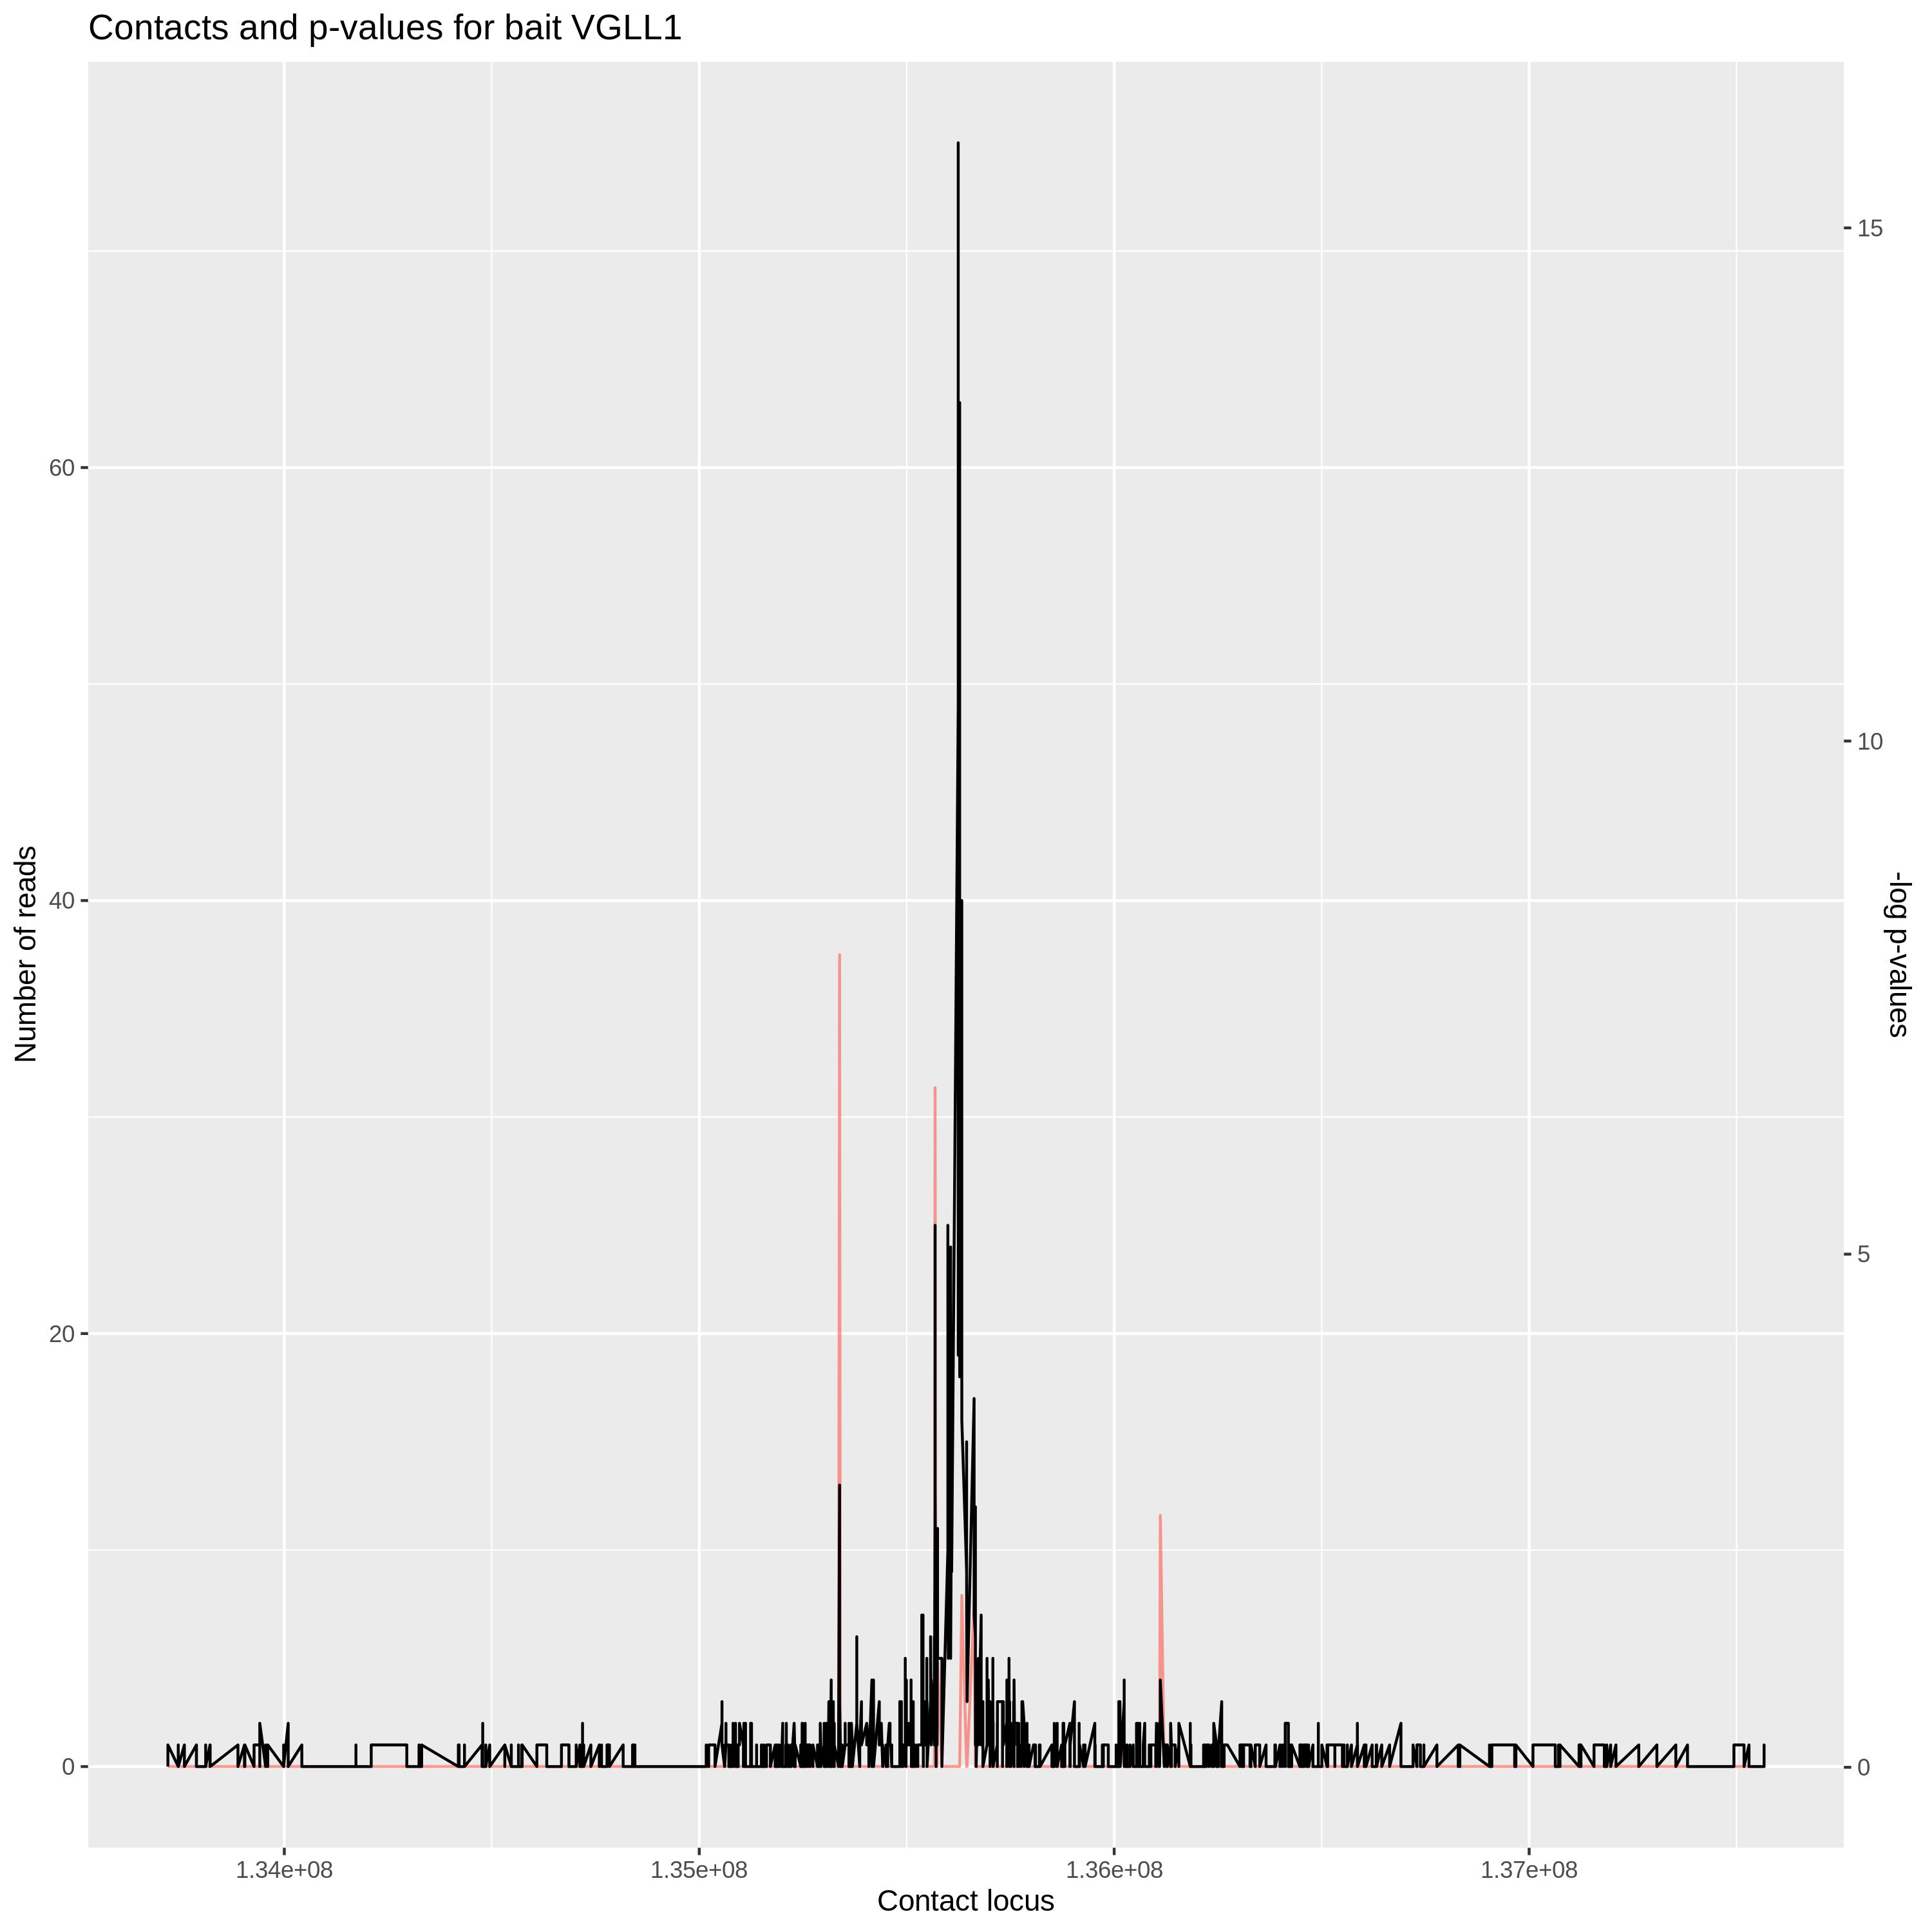 Contacts and p-values for bait VGLL1
Number of reads
60
40
20
0
15
10
5
0
-log p-values
1.34e+08
1.35e+08
1.36e+08
1.37e+08
Contact locus